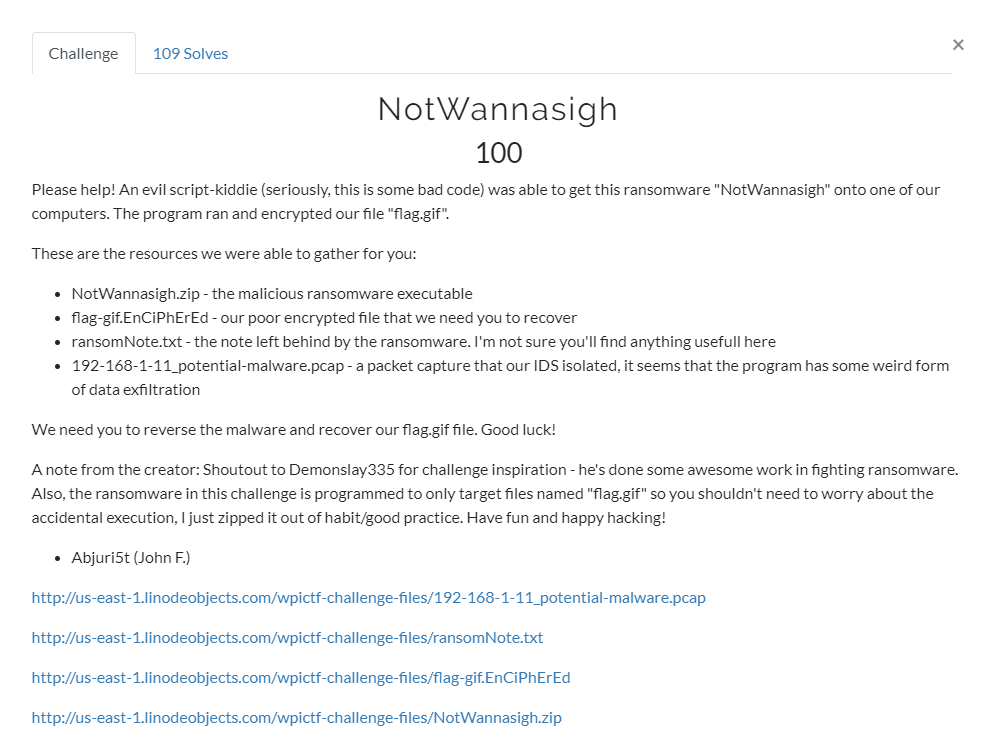 Challenge
109 Solves
×
NotWannasigh
100
Please help! An evil script-kiddie (seriously, this is some bad code) was able to get this ransomware "NotWannasigh" onto one of our
computers. The program ran and encrypted our file "flag.gif".
These are the resources we were able to gather for you:
• NotWannasigh.zip - the malicious ransomware executable
• flag-gif.EnCiPhErEd - our poor encrypted file that we need you to recover
• ransomNote.txt - the note left behind by the ransomware. I'm not sure you'll find anything usefull here
• 192-168-1-11_potential-malware.pcap - a packet capture that our IDS isolated, it seems that the program has some weird form
of data exfiltration
We need you to reverse the malware and recover our flag.gif file. Good luck!
A note from the creator: Shoutout to Demonslay335 for challenge inspiration - he's done some awesome work in fighting ransomware.
Also, the ransomware in this challenge is programmed to only target files named "flag.gif" so you shouldn't need to worry about the
accidental execution, I just zipped it out of habit/good practice. Have fun and happy hacking!
• Abjuri5t (John F.)
http://us-east-1.linodeobjects.com/wpictf-challenge-files/192-168-1-11_potential-malware.pcap
http://us-east-1.linodeobjects.com/wpictf-challenge-files/ransomNote.txt
http://us-east-1.linodeobjects.com/wpictf-challenge-files/flag-gif.EnCiPhErEd
http://us-east-1.linodeobjects.com/wpictf-challenge-files/NotWannasigh.zip